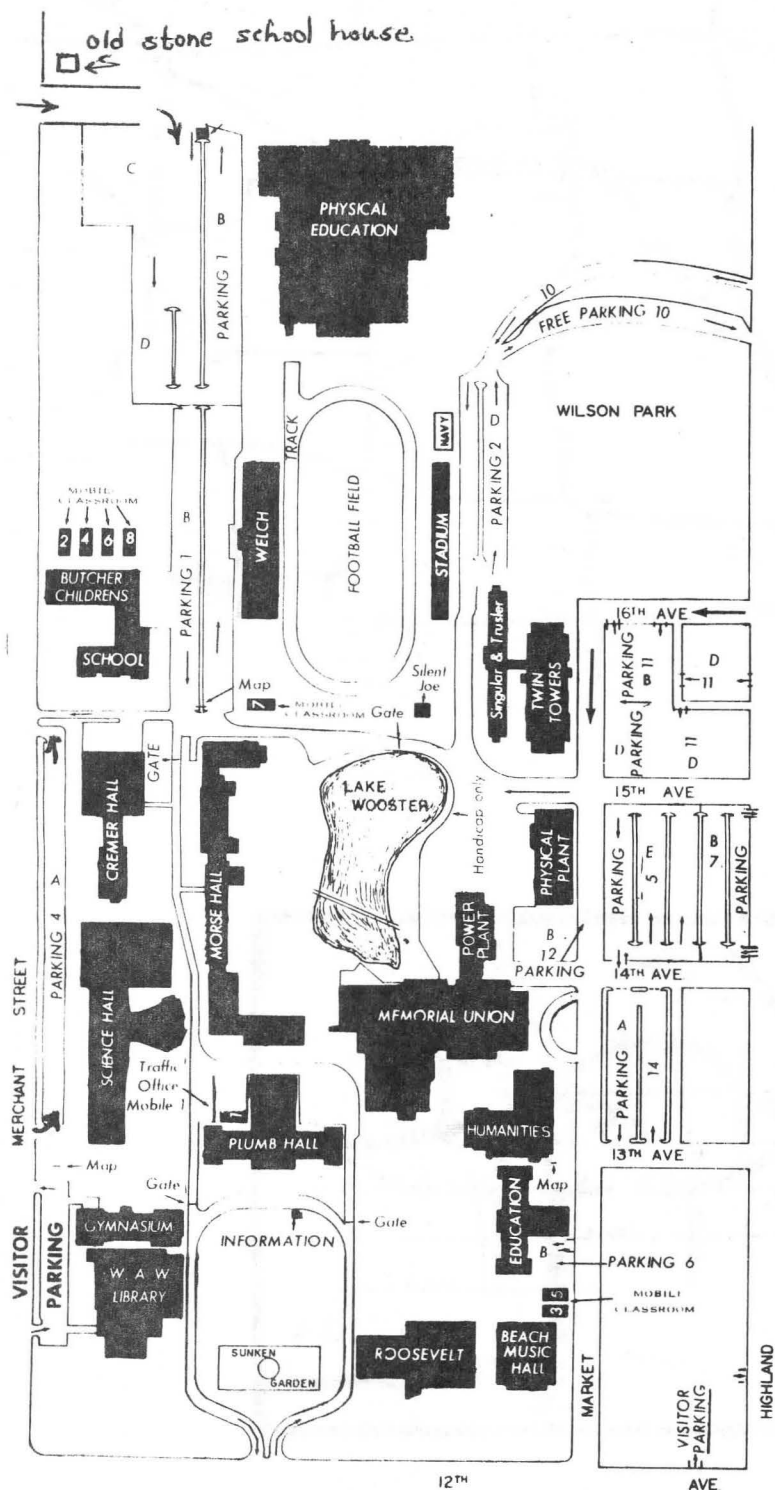 old stone school house
C
B
PARKING 1
D
PHYSICAL
EDUCATION
10
FREE PARKING 10
WILSON PARK
NAVY
D
PARKING 2
TRACK
FOOTBALL FIELD
WELCH
STADIUM
MOBILE
CLASSROOM
2 4 6 8
BUTCHER
CHILDRENS
SCHOOL
B
PARKING 1
Map
7
MOBILE
CLASSROOM
Gate
Silent
Joe
Singular & Trusler
TWIN
TOWERS
16TH AVE
PARKING
11
B
D
11
PARKING
11
D
15TH AVE
GATE
CREMER HALL
MORSE HALL
LAKE
WOOSTER
Handicap only
PHYSICAL
PLANT
POWER
PLANT
B
12
PARKING
PARKING
E
5
B
7
PARKING
14TH AVE
A
PARKING 4
MERCHANT STREET
SCIENCE HALL
MEMORIAL UNION
A
PARKING
14
13TH AVE
Traffic
Office
Mobile 1
1
PLUMB HALL
HUMANITIES
Map
Map
Gate
Gate
INFORMATION
EDUCATION
B
PARKING 6
VISITOR
PARKING
GYMNASIUM
W A W
LIBRARY
5
3
MOBILE
CLASSROOM
SUNKEN
GARDEN
ROOSEVELT
BEACH
MUSIC
HALL
MARKET
HIGHLAND
VISITOR
PARKING
12TH AVE